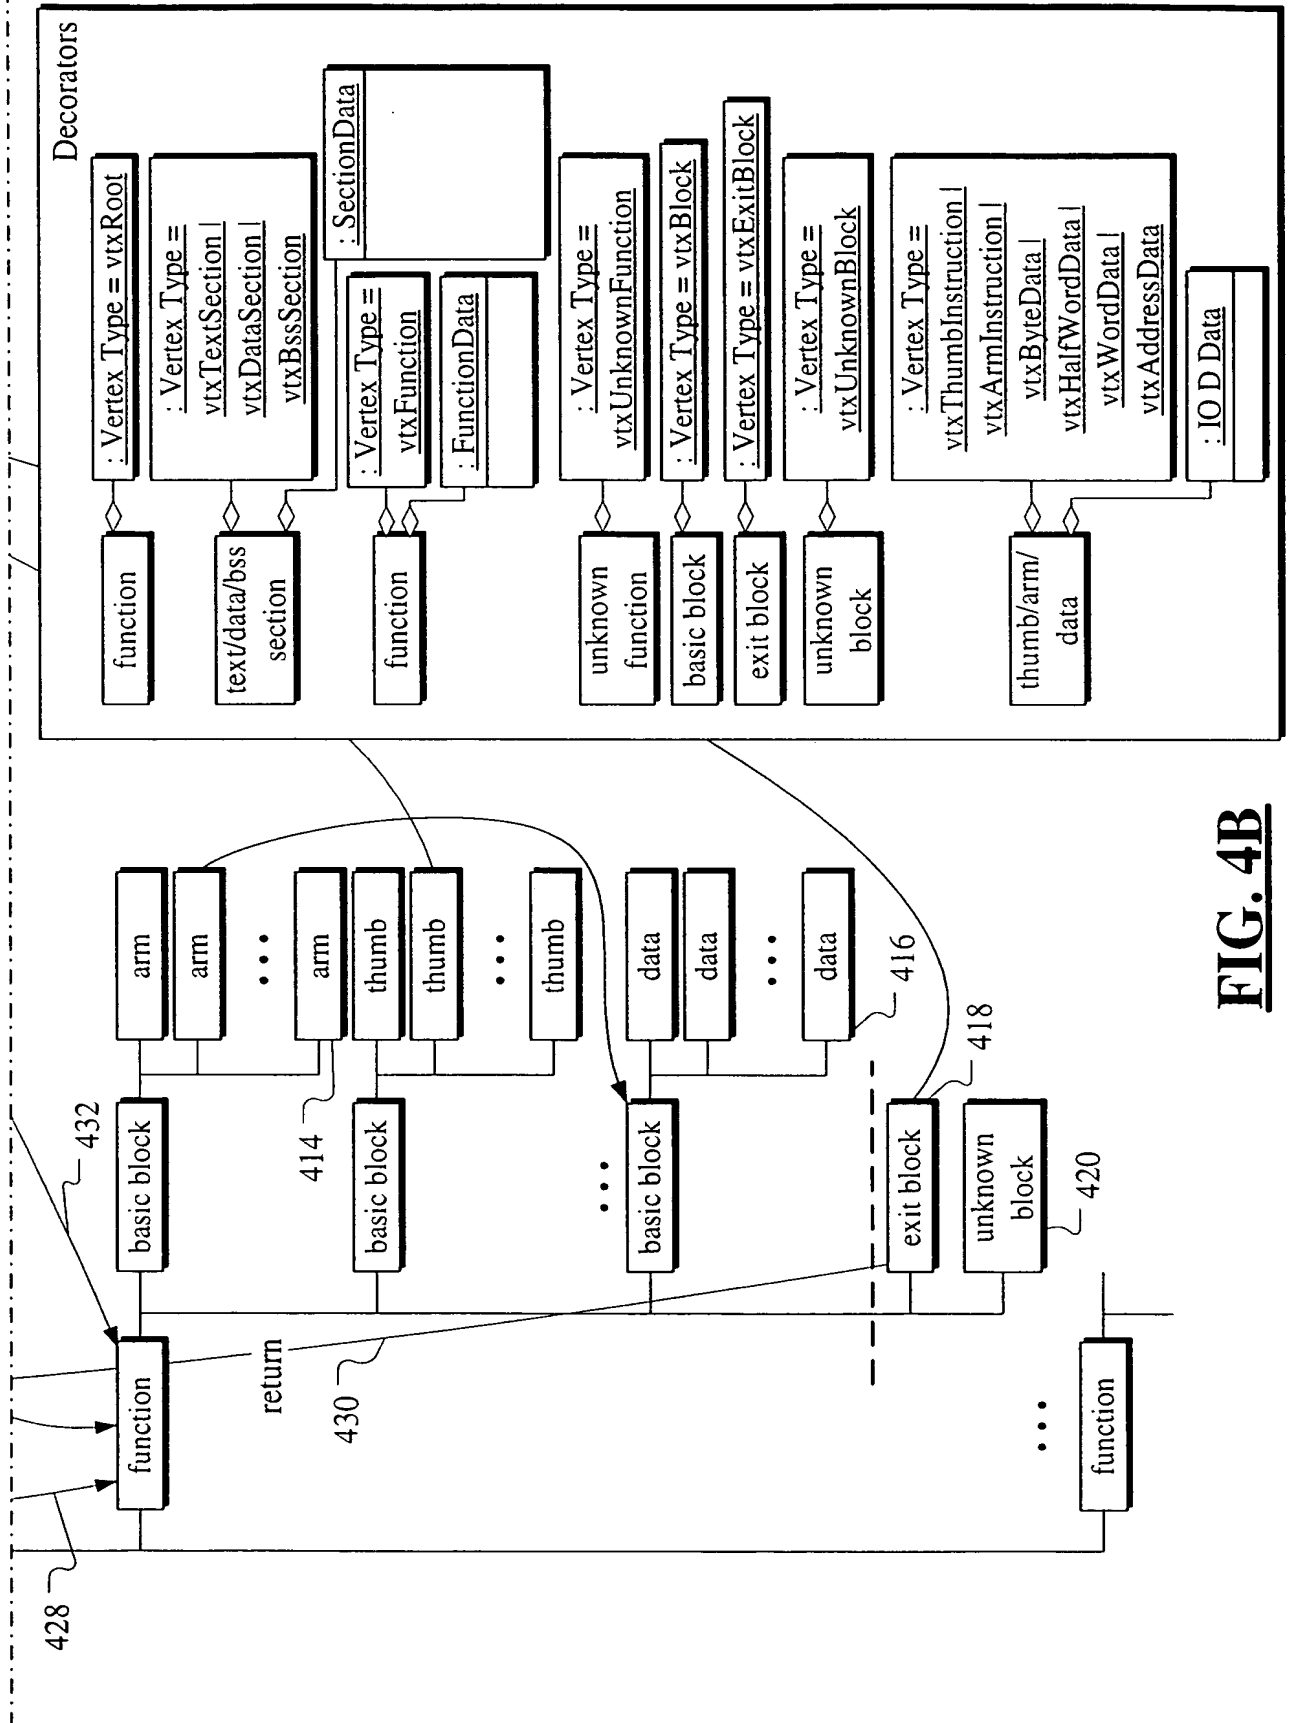 428
432
function
return
430
basic block
arm
arm
...
arm
414
basic block
thumb
thumb
...
thumb
...
basic block
data
data
...
data
416
exit block
418
unknown
block
420
...
function
Decorators
function
: Vertex Type = vtxRoot
text/data/bss
section
: Vertex Type =
vtxTextSection |
vtxDataSection |
vtxBssSection
: SectionData
function
: Vertex Type =
vtxFunction
: FunctionData
unknown
function
: Vertex Type =
vtxUnknownFunction
basic block
: Vertex Type = vtxBlock
exit block
: Vertex Type = vtxExitBlock
unknown
block
: Vertex Type =
vtxUnknownBlock
thumb/arm/
data
: Vertex Type =
vtxThumbInstruction |
vtxArmInstruction |
vtxByteData |
vtxHalfWordData |
vtxWordData |
vtxAddressData
: IO D Data
FIG. 4B